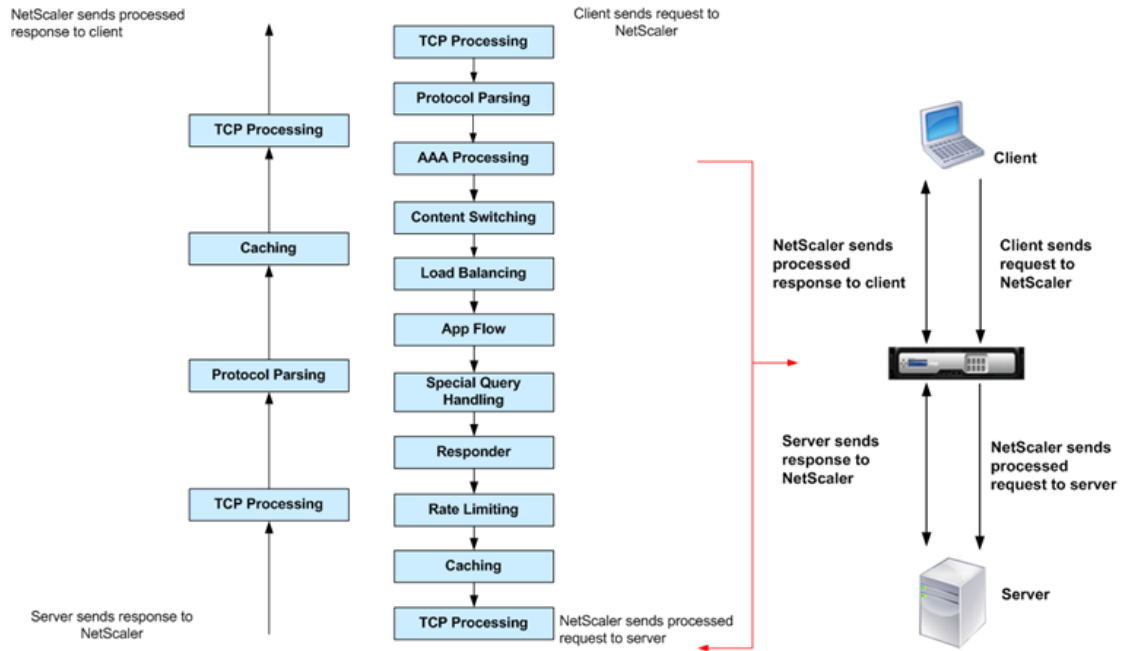 NetScaler sends processed
response to client
TCP Processing
Caching
Protocol Parsing
TCP Processing
Server sends response to
NetScaler
Client sends request to
NetScaler
TCP Processing
Protocol Parsing
AAA Processing
Content Switching
Load Balancing
App Flow
Special Query
Handling
Responder
Rate Limiting
Caching
TCP Processing
NetScaler sends processed
request to server
Client
NetScaler sends
processed
response to client
Client sends
request to
NetScaler
Server sends
response to
NetScaler
NetScaler sends
processed
request to server
Server